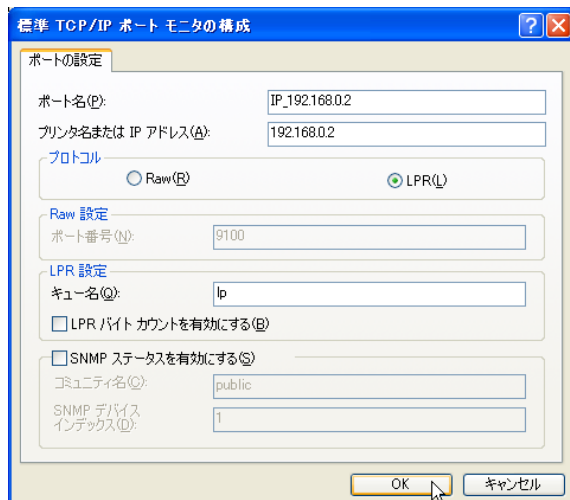 標準 TCP/IP ポート モニタの構成
ポートの設定
ポート名(P): IP_192.168.0.2
プリンタ名または IP アドレス(A): 192.168.0.2
プロトコル
Raw(R) LPR(L)
Raw 設定
ポート番号(N): 9100
LPR 設定
キュー名(Q): lp
LPR バイト カウントを有効にする(B)
SNMP ステータスを有効にする(S)
コミュニティ名(C): public
SNMP デバイス
インデックス(D): 1
OK キャンセル